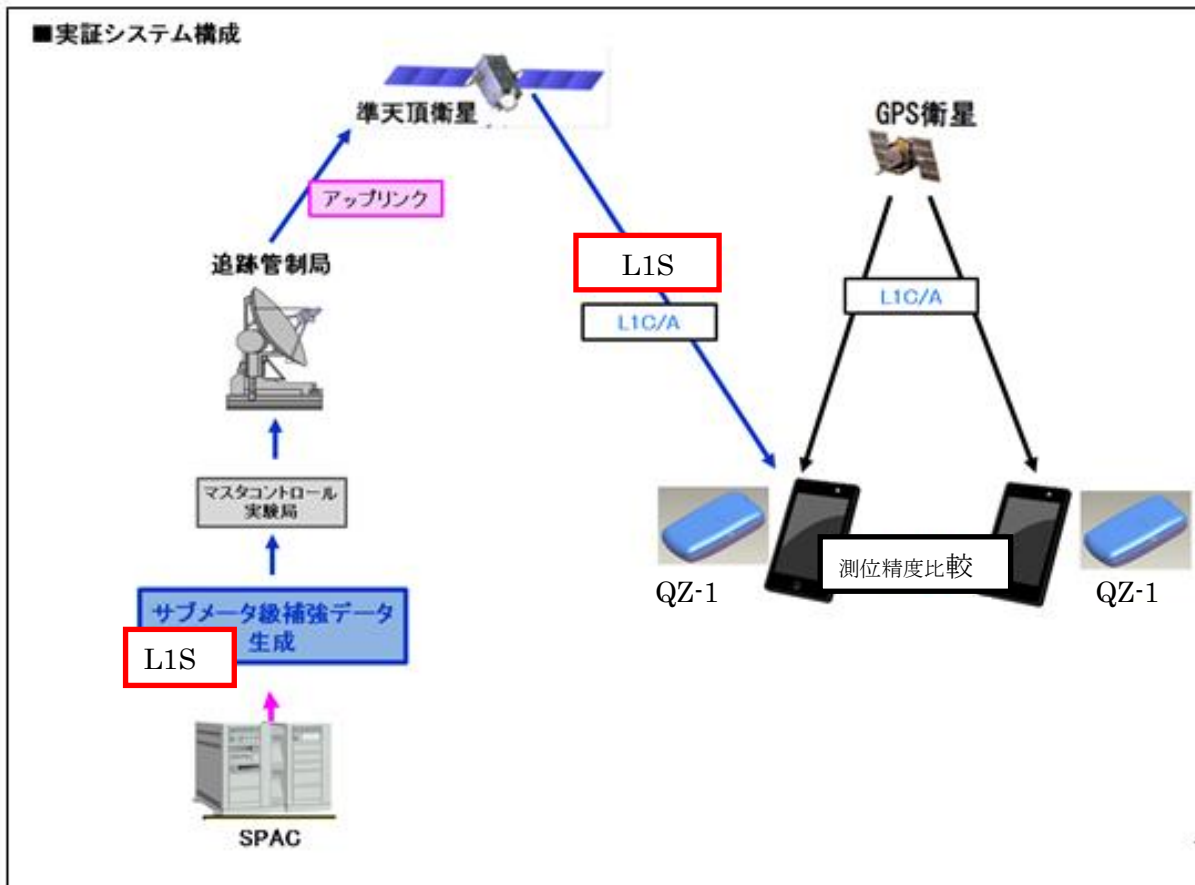 ■実証システム構成
準天頂衛星
GPS衛星
アップリンク
追跡管制局
L1S
L1C/A
L1C/A
マスタコントロール
実験局
測位精度比較
QZ-1
QZ-1
サブメータ級補強データ
生成
L1S
SPAC